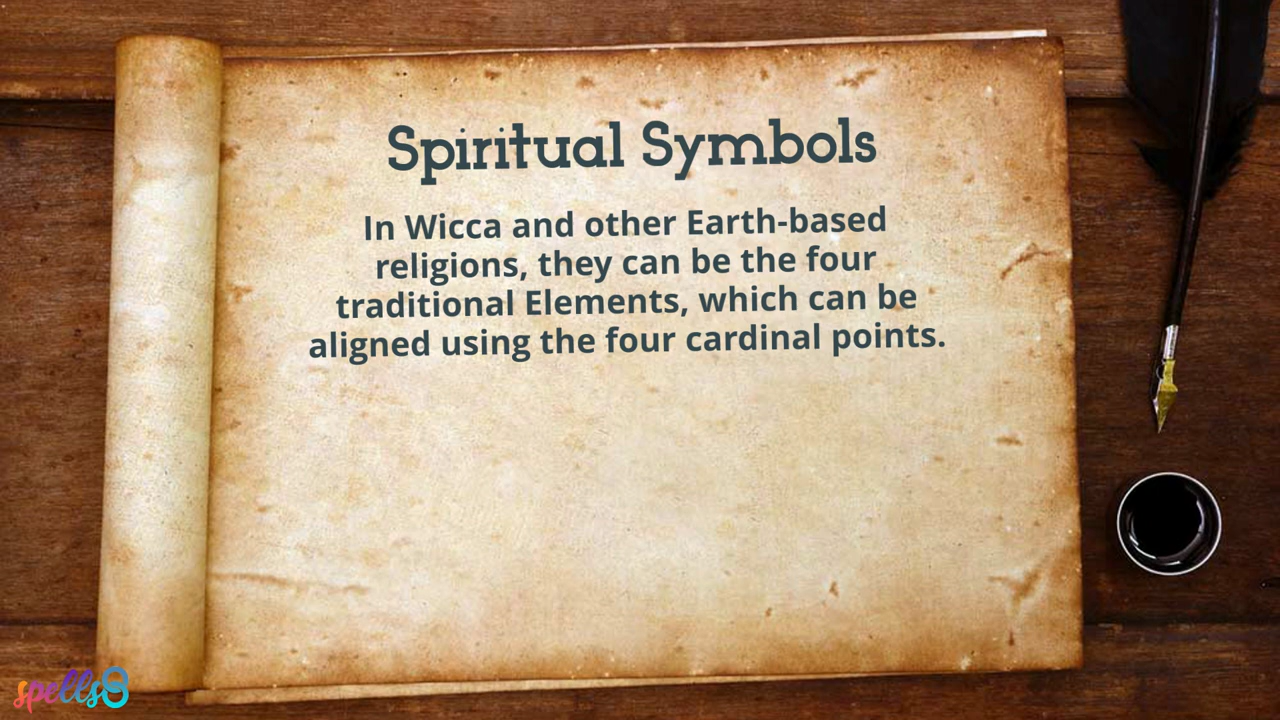 Spiritual Symbols
In Wicca and other Earth-based
religions, they can be the four
traditional Elements, which can be
aligned using the four cardinal points.
spells8